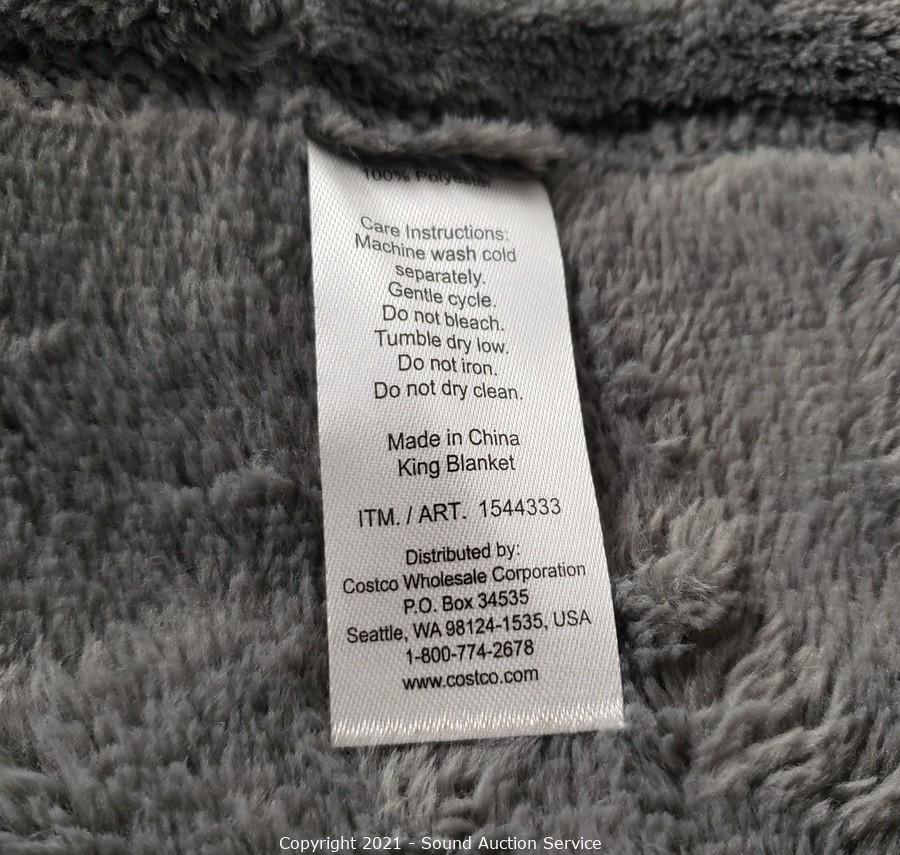 100% Polyester
Care Instructions:
Machine wash cold
separately.
Gentle cycle.
Do not bleach.
Tumble dry low.
Do not iron.
Do not dry clean.
Made in China
King Blanket
ITM. / ART. 1544333
Distributed by:
Costco Wholesale Corporation
P.O. Box 34535
Seattle, WA 98124-1535, USA
1-800-774-2678
www.costco.com
Copyright 2021 - Sound Auction Service